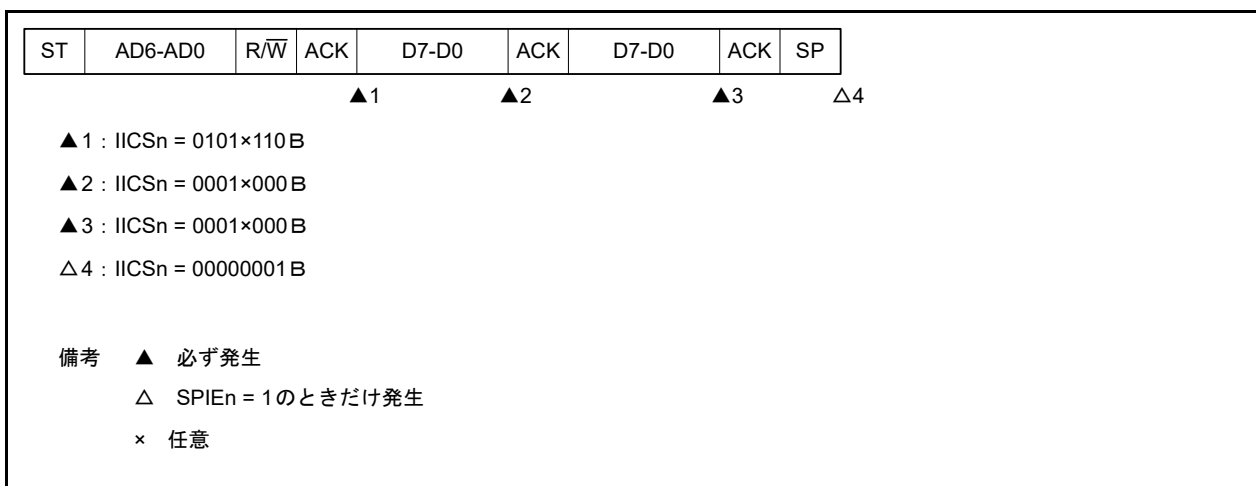 ST AD6-AD0 R/W̅ ACK D7-D0 ACK D7-D0 ACK SP
▲1 ▲2 ▲3 △4
▲1：IICSn = 0101×110B
▲2：IICSn = 0001×000B
▲3：IICSn = 0001×000B
△4：IICSn = 00000001B
備考 ▲ 必ず発生
△ SPIEn = 1のときだけ発生
× 任意